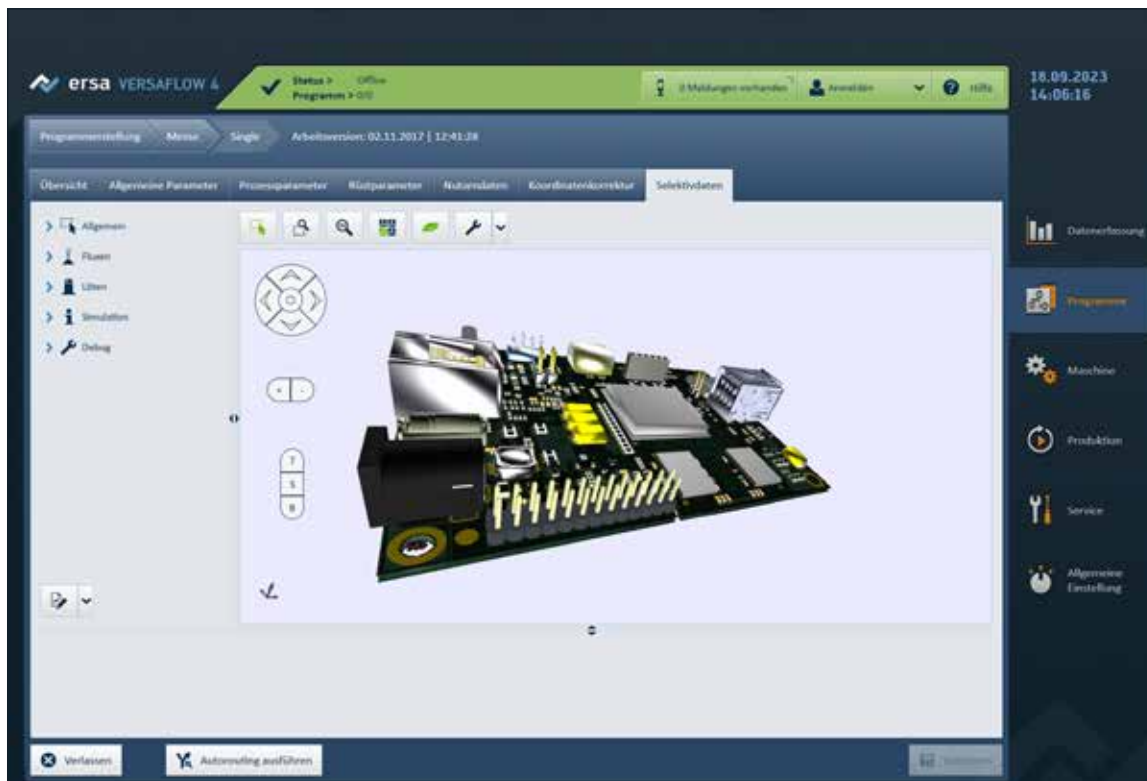 ersa VERSAFLOW 4
Status > Offline
Programm > 0/0
0 Meldungen vorhanden
Anmelden
Hilfe
18.09.2023
14:06:16
Programmerstellung
Messe
Single
Arbeitsversion: 02.11.2017 | 12:41:28
Übersicht
Allgemeine Parameter
Prozessparameter
Rüstparameter
Nutzendaten
Koordinatenkorrektur
Selektivdaten
Allgemein
Fluxen
Löten
Simulation
Debug
+ -
T
S
B
Datenerfassung
Programme
Maschine
Produktion
Service
Allgemeine
Einstellung
Verlassen
Autorouting ausführen